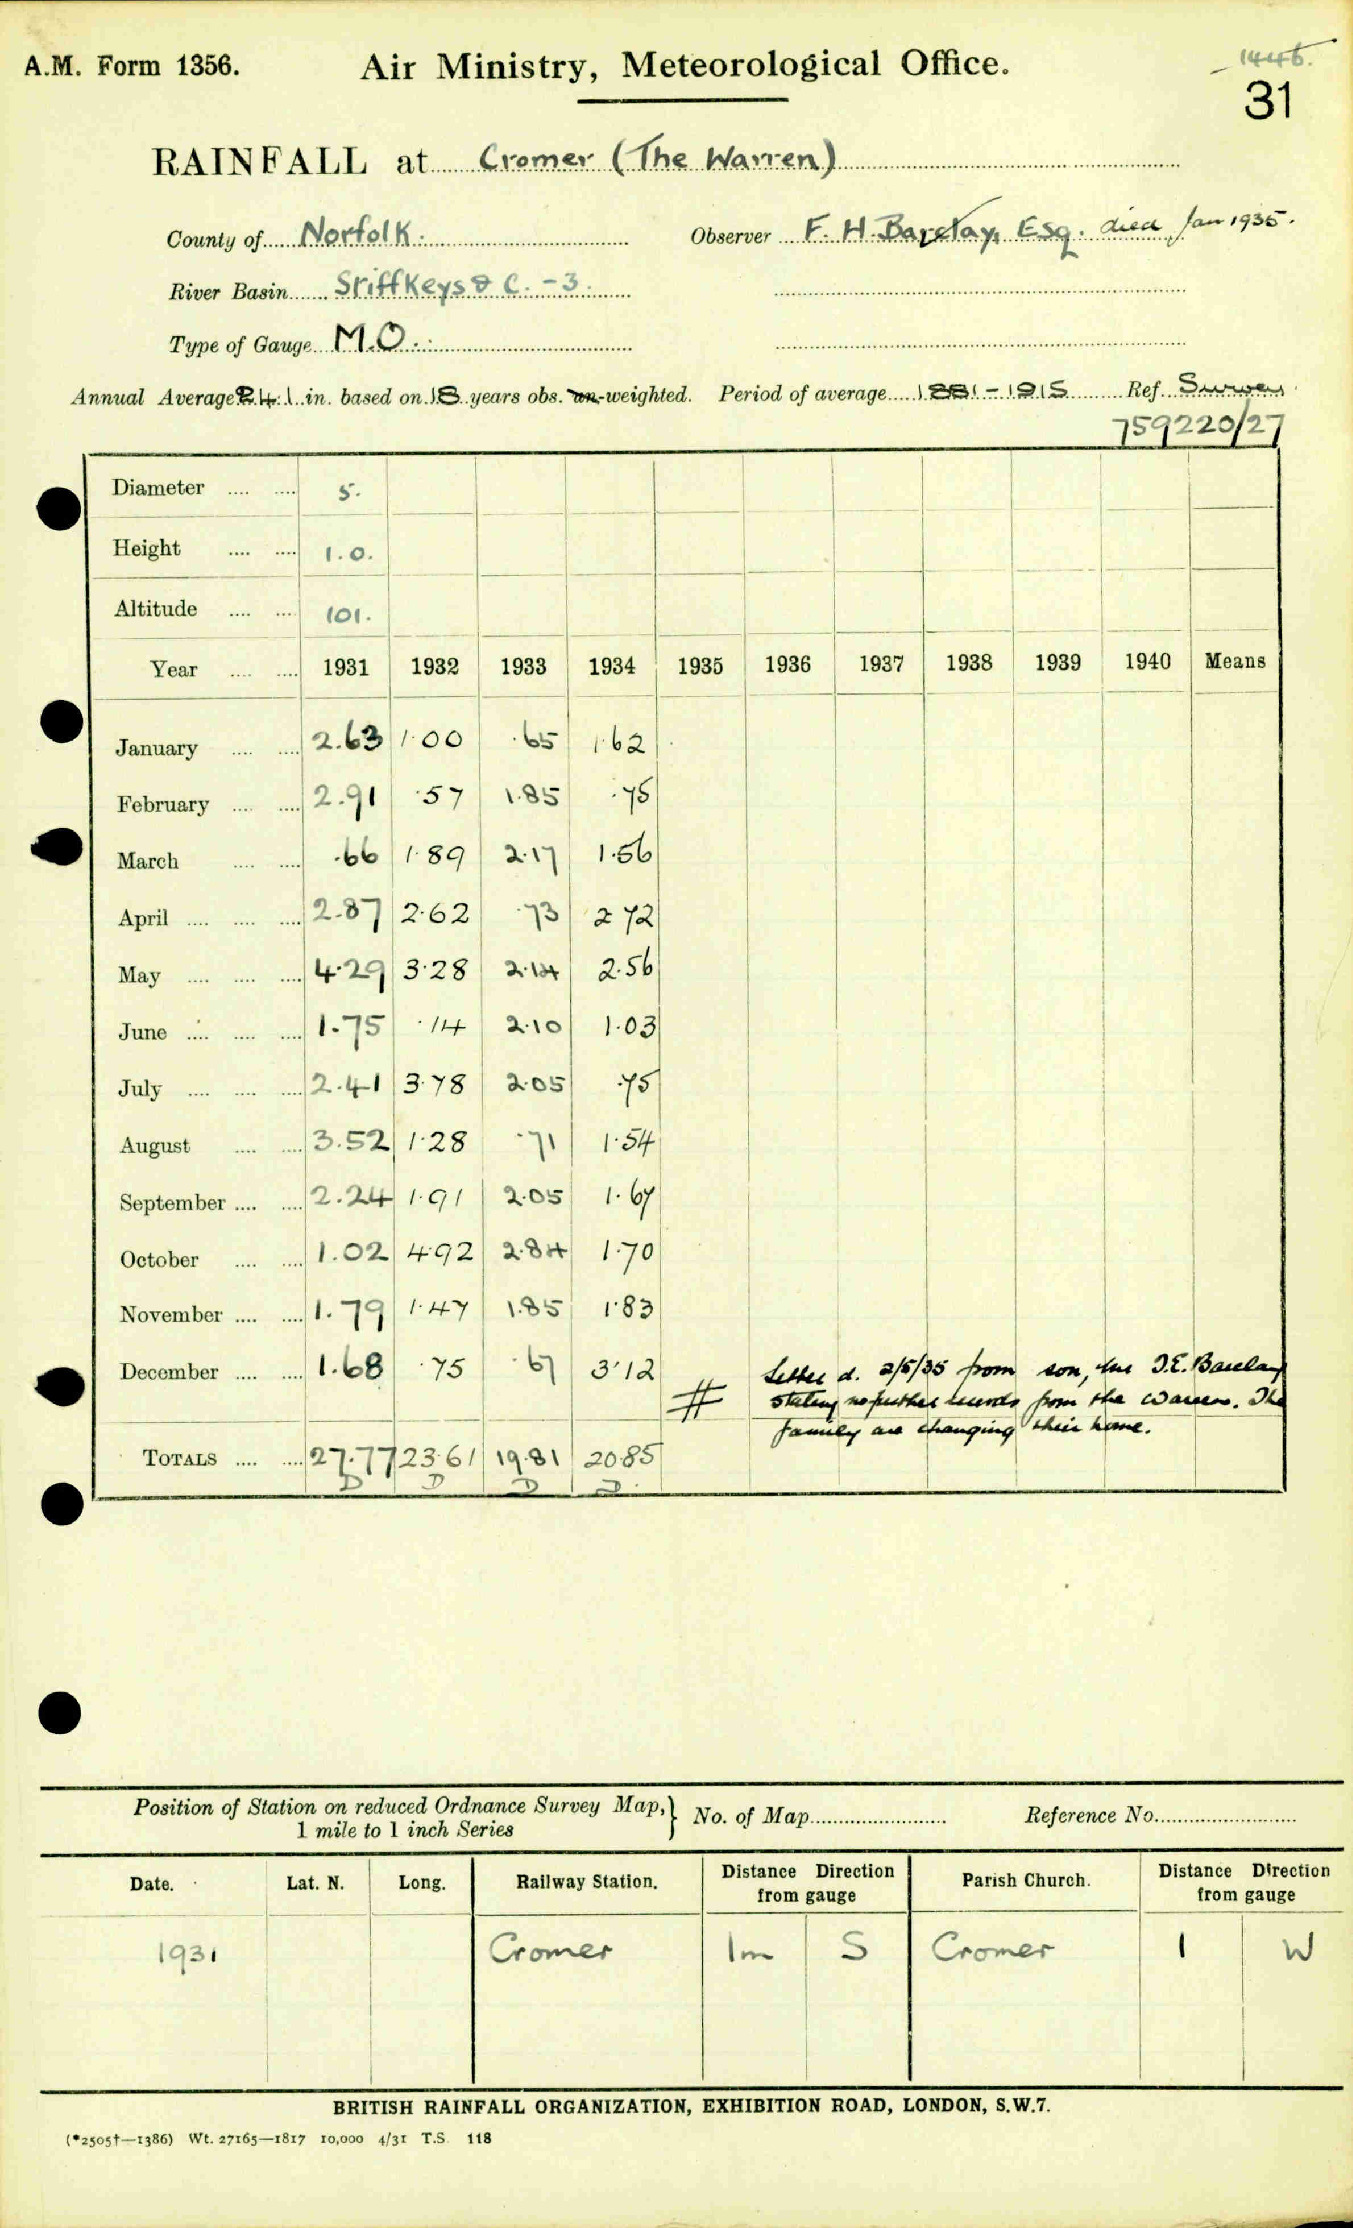 A.M. Form 1356. Air Ministry, Meteorological Office. 1446.
31
RAINFALL at Cromer (The Warren)
County of Norfolk. Observer F. H. Barclay, Esq. died Jan 1935.
River Basin Stiffkeys & C. -3.
Type of Gauge M.O.
Annual Average 24.1 in. based on 18 years obs. un-weighted. Period of average 1881-1915 Ref. Survey
759220/27
Diameter .... .... 5.
Height .... .... 1.0.
Altitude .... .... 101.
Year .... .... 1931 1932 1933 1934 1935 1936 1937 1938 1939 1940 Means
January .... .... 2.63 1.00 .65 1.62
February .... .... 2.91 .57 1.85 .75
March .... .... .66 1.89 2.17 1.56
April .... .... .... 2.87 2.62 .73 2.72
May .... .... .... 4.29 3.28 2.14 2.56
June .... .... .... 1.75 .14 2.10 1.03
July .... .... .... 2.41 3.78 2.05 .75
August .... .... 3.52 1.28 .71 1.54
September .... .... 2.24 1.91 2.05 1.67
October .... .... 1.02 4.92 2.84 1.70
November .... .... 1.79 1.47 1.85 1.83
December .... .... 1.68 .75 .67 3.12
# Letter d. 2/5/35 from son, Mr J.E. Barclay
stating no further records from the Warren. The
family are changing their home.
TOTALS .... .... 27.77 23.61 19.81 20.85
D D D D.
Position of Station on reduced Ordnance Survey Map,} No. of Map Reference No.
1 mile to 1 inch Series
Date. Lat. N. Long. Railway Station. Distance Direction from gauge Parish Church. Distance Direction from gauge
1931 Cromer 1m S Cromer 1 W
BRITISH RAINFALL ORGANIZATION, EXHIBITION ROAD, LONDON, S.W.7.
(*2505†—1386) Wt. 27165—1817 10,000 4/31 T.S. 118